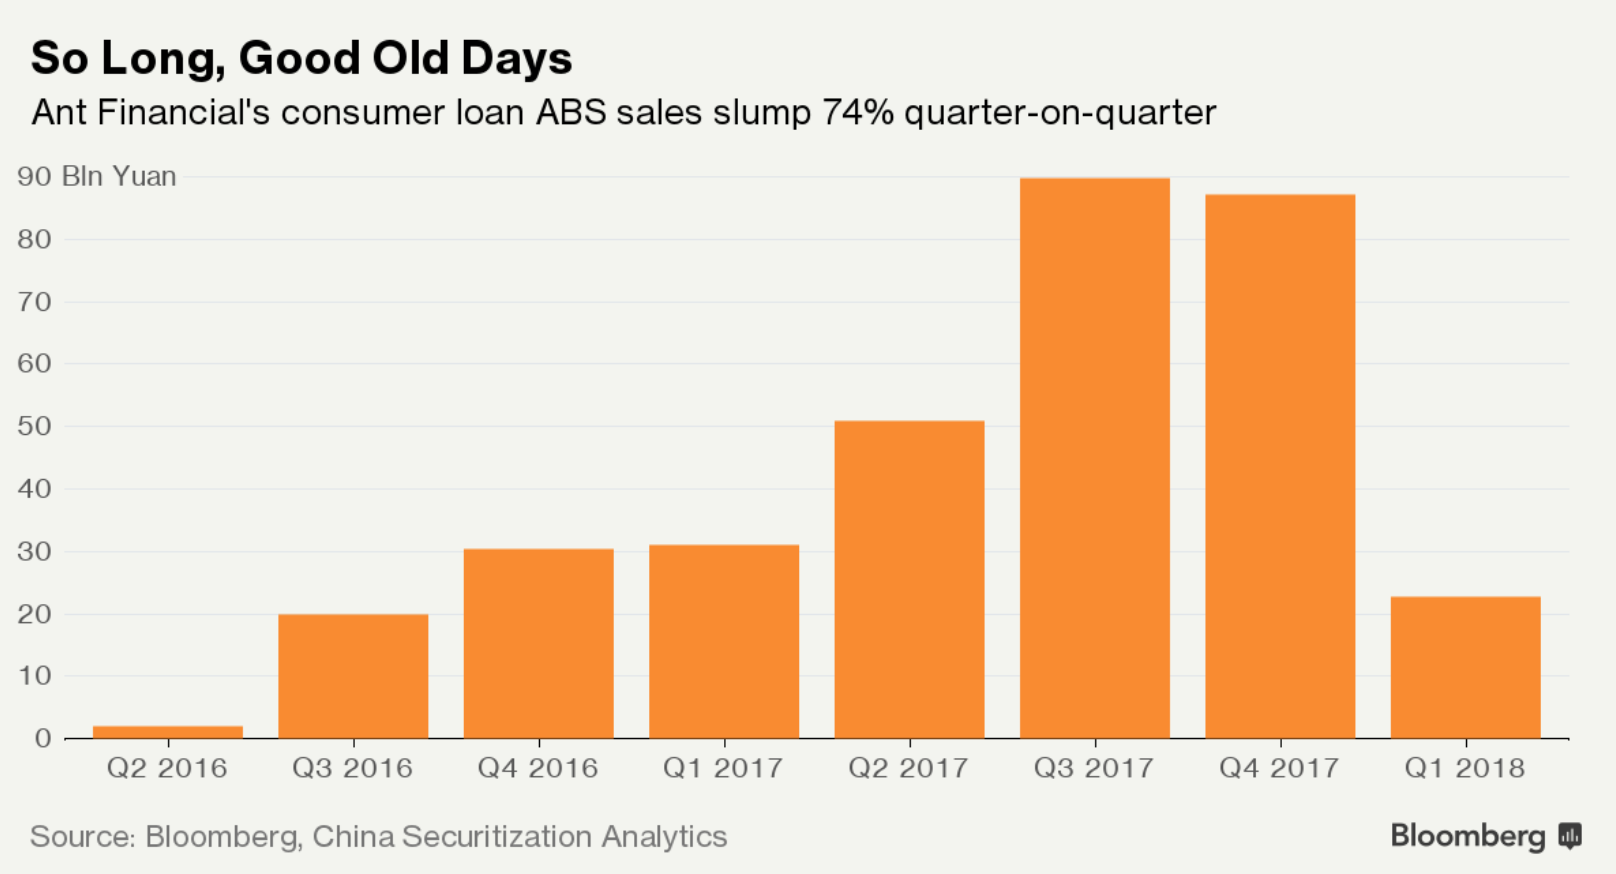 So Long, Good Old Days
Ant Financial's consumer loan ABS sales slump 74% quarter-on-quarter
90 Bln Yuan
80
70
60
50
40
30
20
10
0
Q2 2016 Q3 2016 Q4 2016 Q1 2017 Q2 2017 Q3 2017 Q4 2017 Q1 2018
Source: Bloomberg, China Securitization Analytics
Bloomberg